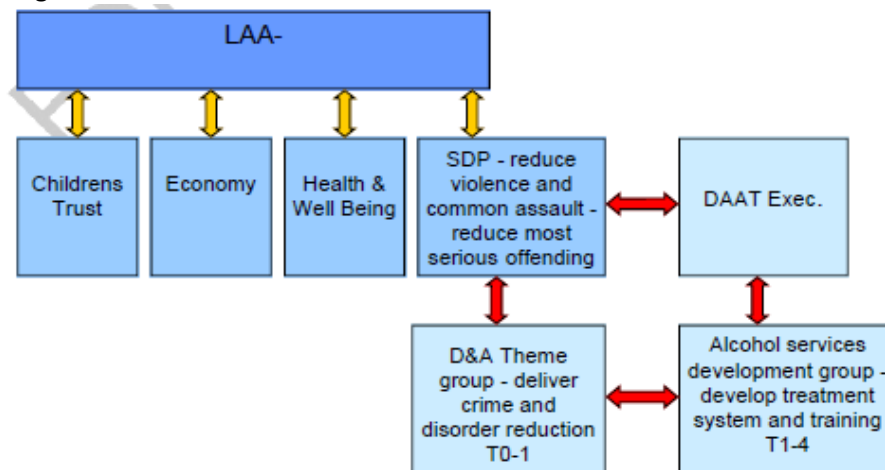 LAA-
Childrens
Trust
Economy
Health &
Well Being
SDP - reduce
violence and
common assault -
reduce most
serious offending
DAAT Exec.
D&A Theme
group - deliver
crime and
disorder reduction
T0-1
Alcohol services
development group -
develop treatment
system and training
T1-4